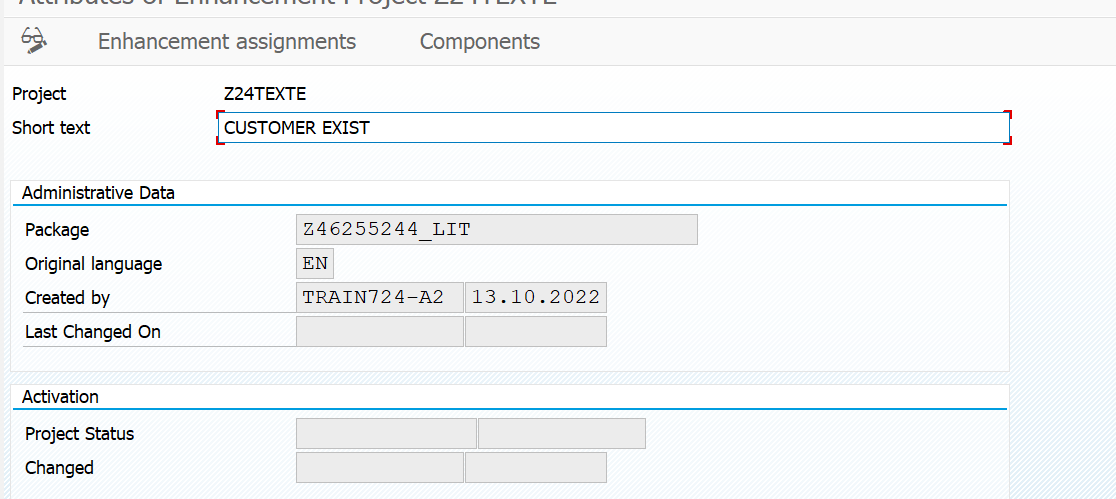 Enhancement assignments Components
Project Z24TEXTE
Short text CUSTOMER EXIST
Administrative Data
Package Z46255244_LIT
Original language EN
Created by TRAIN724-A2 13.10.2022
Last Changed On
Activation
Project Status
Changed